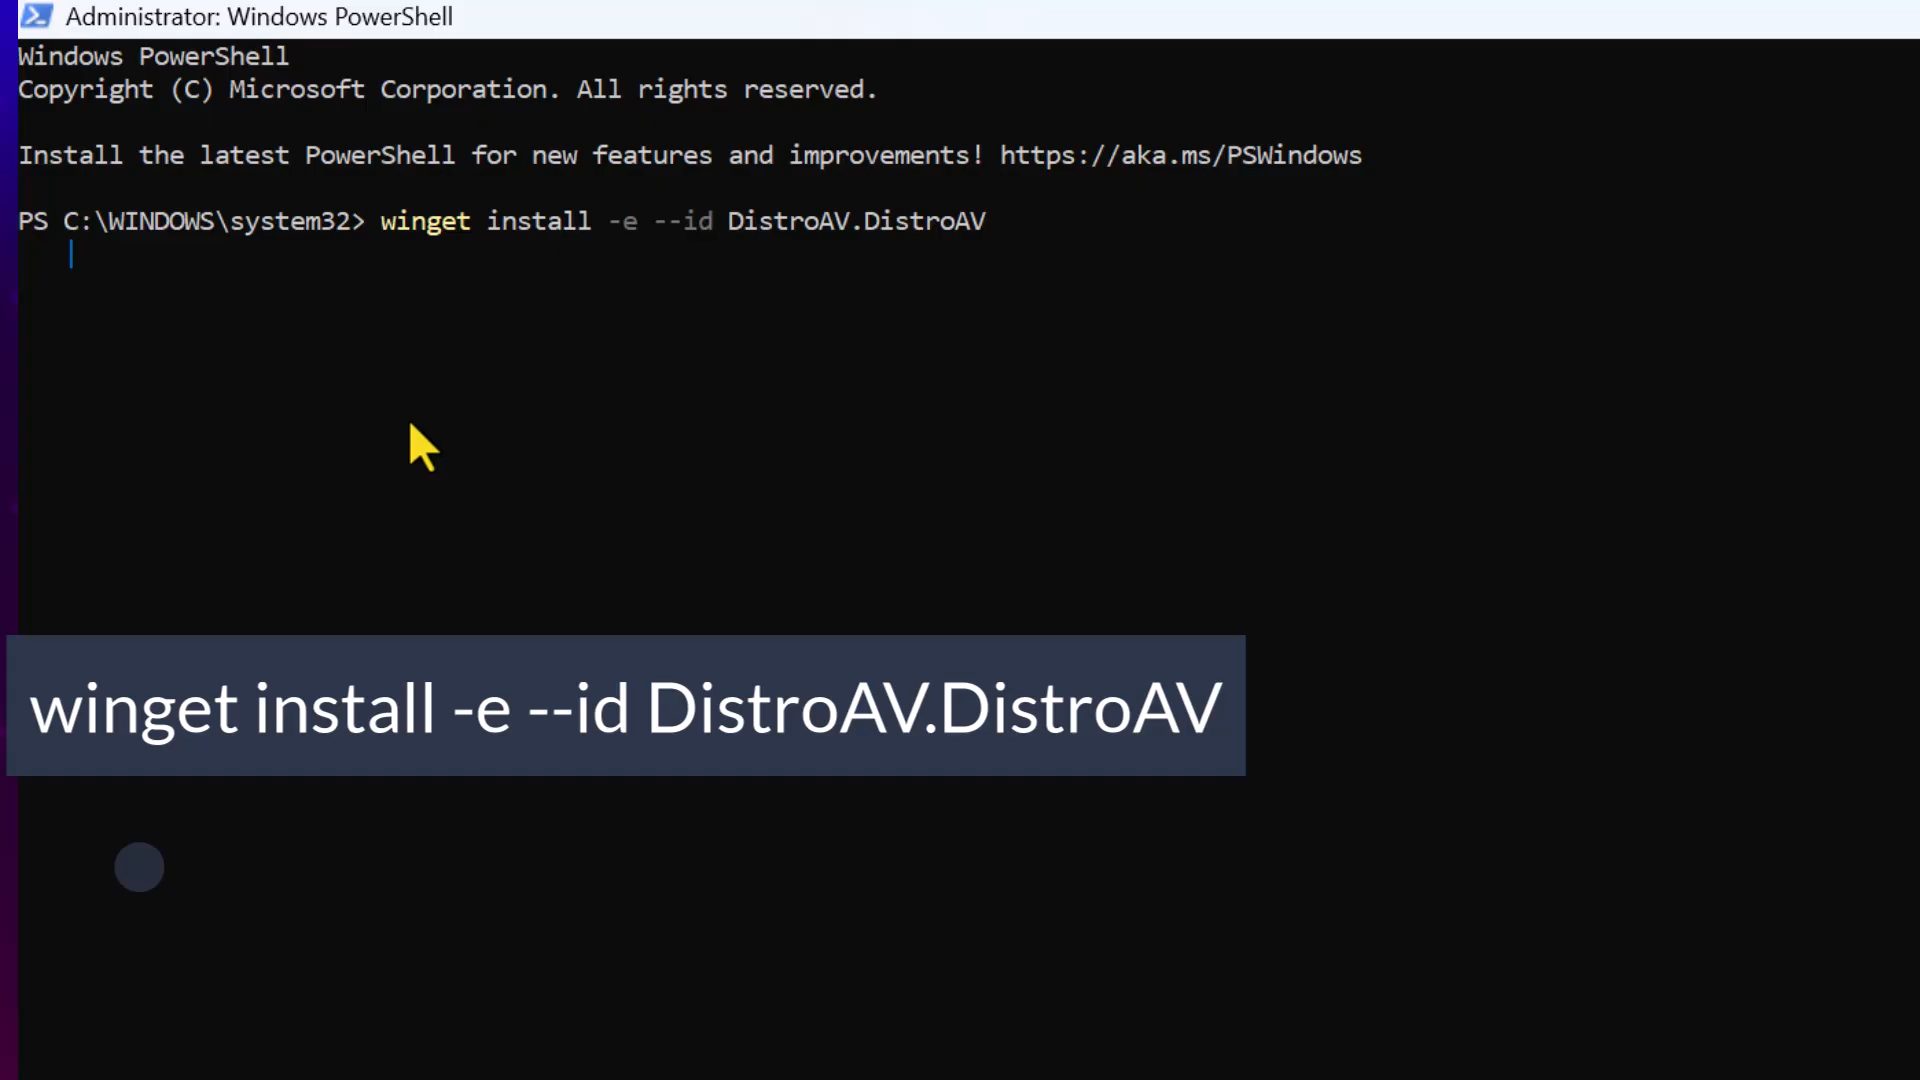 Administrator: Windows PowerShell
Windows PowerShell
Copyright (C) Microsoft Corporation. All rights reserved.
Install the latest PowerShell for new features and improvements! https://aka.ms/PSWindows
PS C:\WINDOWS\system32> winget install -e --id DistroAV.DistroAV
winget install -e --id DistroAV.DistroAV